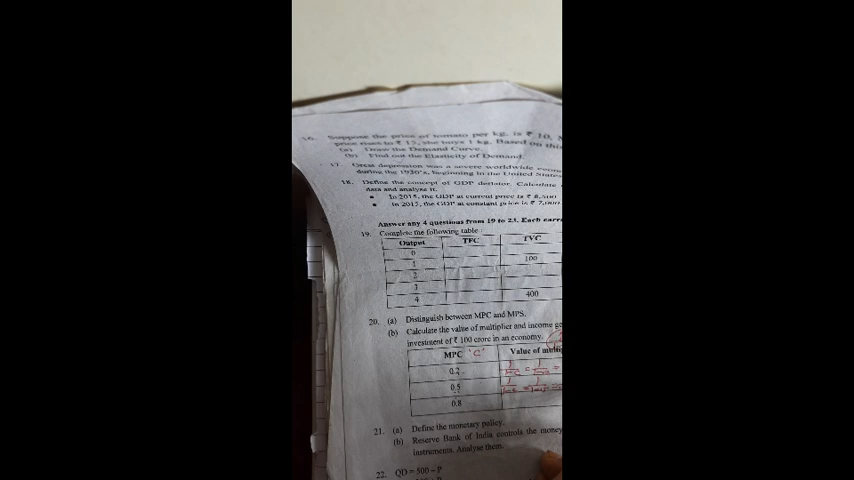 16. Suppose the price of tomato per kg. is ₹ 10,
price rises to ₹ 15, she buys 1 kg. Based on this
(a) Draw the Demand Curve.
(b) Find out the Elasticity of Demand.
17. Great depression was a severe worldwide
during the 1930's, beginning in the United States
18. Define the concept of GDP deflator. Calculate
data and analyse it.
• In 2015, the GDP at current price is ₹
• In 2015, the GDP at constant price is ₹
Answer any 4 questions from 19 to 23. Each
19. Complete the following table :
Output TFC TVC
0
1 100
2
3
4 400
20. (a) Distinguish between MPC and MPS.
(b) Calculate the value of multiplier and income
investment of ₹ 100 crore in an economy.
MPC 'C' Value of
0.2
0.5
0.8
21. (a) Define the monetary policy.
(b) Reserve Bank of India controls the money
instruments. Analyse them.
22. QD = 500 – P